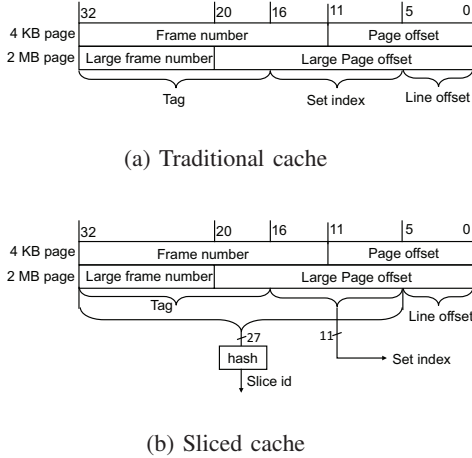 32 20 16 11 5 0
4 KB page Frame number Page offset
2 MB page Large frame number Large Page offset
Tag Set index Line offset
(a) Traditional cache
32 20 16 11 5 0
4 KB page Frame number Page offset
2 MB page Large frame number Large Page offset
Tag Line offset
27 11
hash Set index
Slice id
(b) Sliced cache